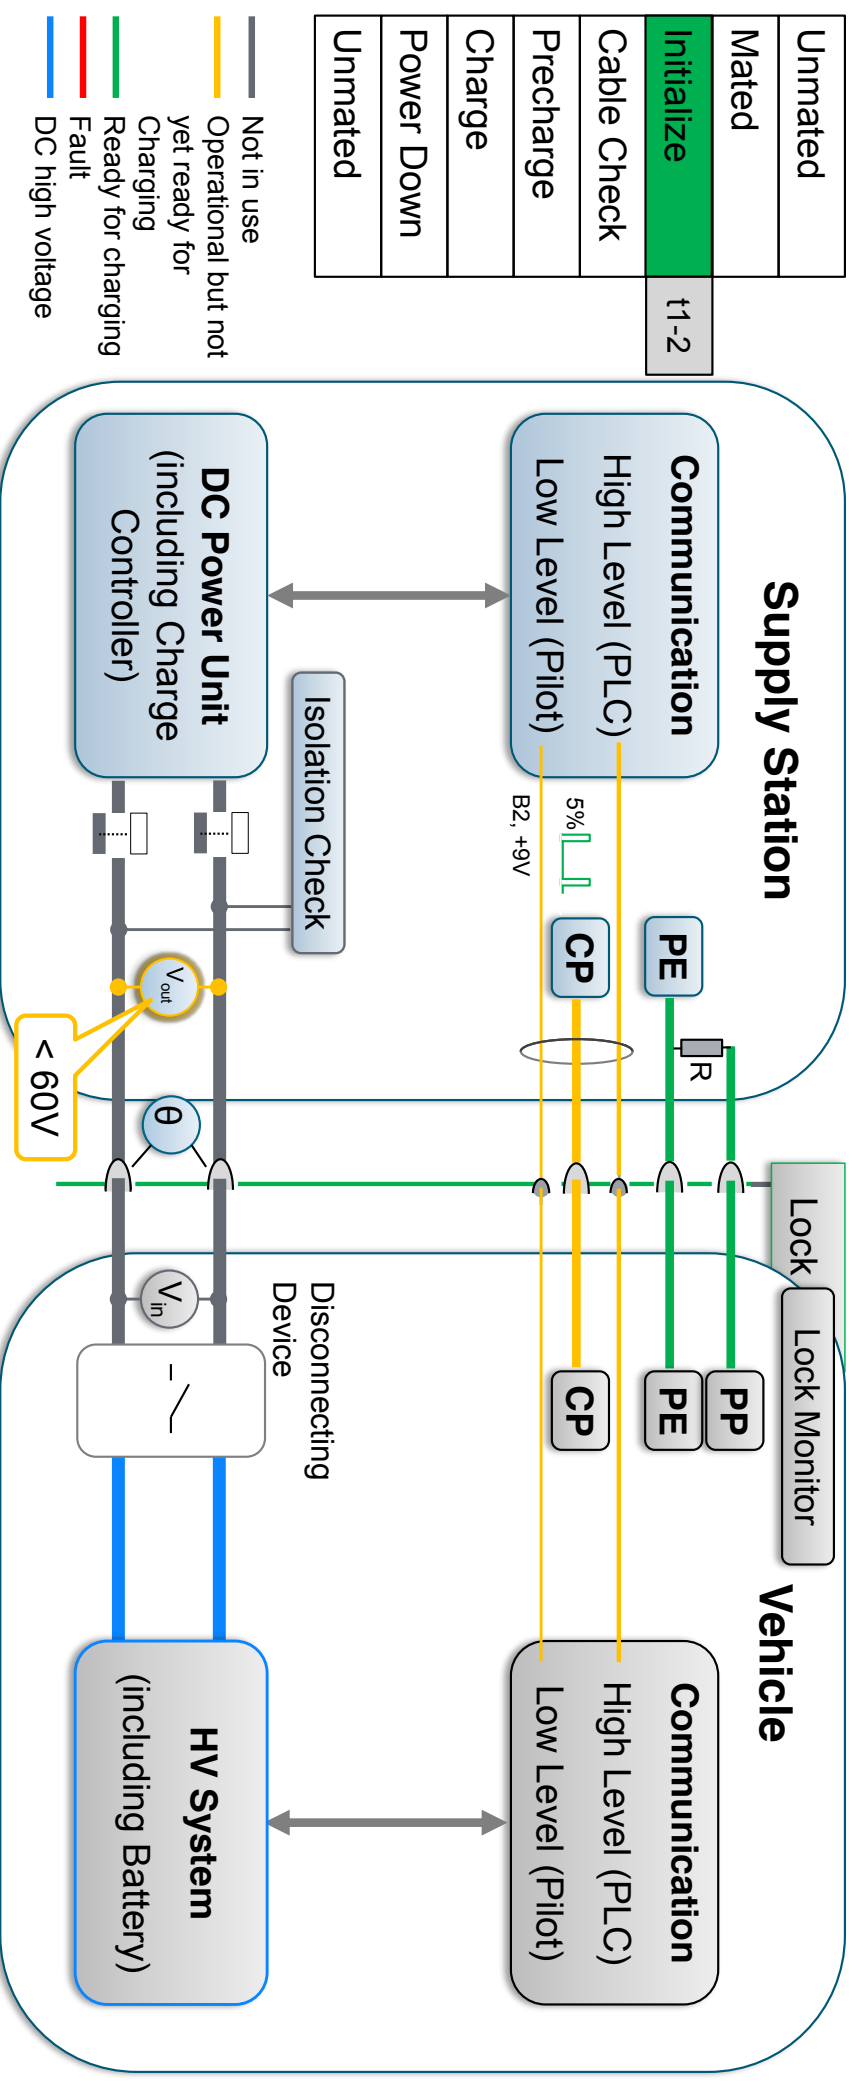 Unmated
Mated
Initialize
t1-2
Cable Check
Precharge
Charge
Power Down
Unmated
Not in use
Operational but not
yet ready for
Charging
Ready for charging
Fault
DC high voltage
Supply Station
Communication
High Level (PLC)
Low Level (Pilot)
DC Power Unit
(including Charge
Controller)
Isolation Check
5%
B2, +9V
PE
CP
R
Vout
< 60V
θ
Lock
Lock Monitor
Vehicle
PP
PE
CP
Vin
Disconnecting
Device
Communication
High Level (PLC)
Low Level (Pilot)
HV System
(including Battery)